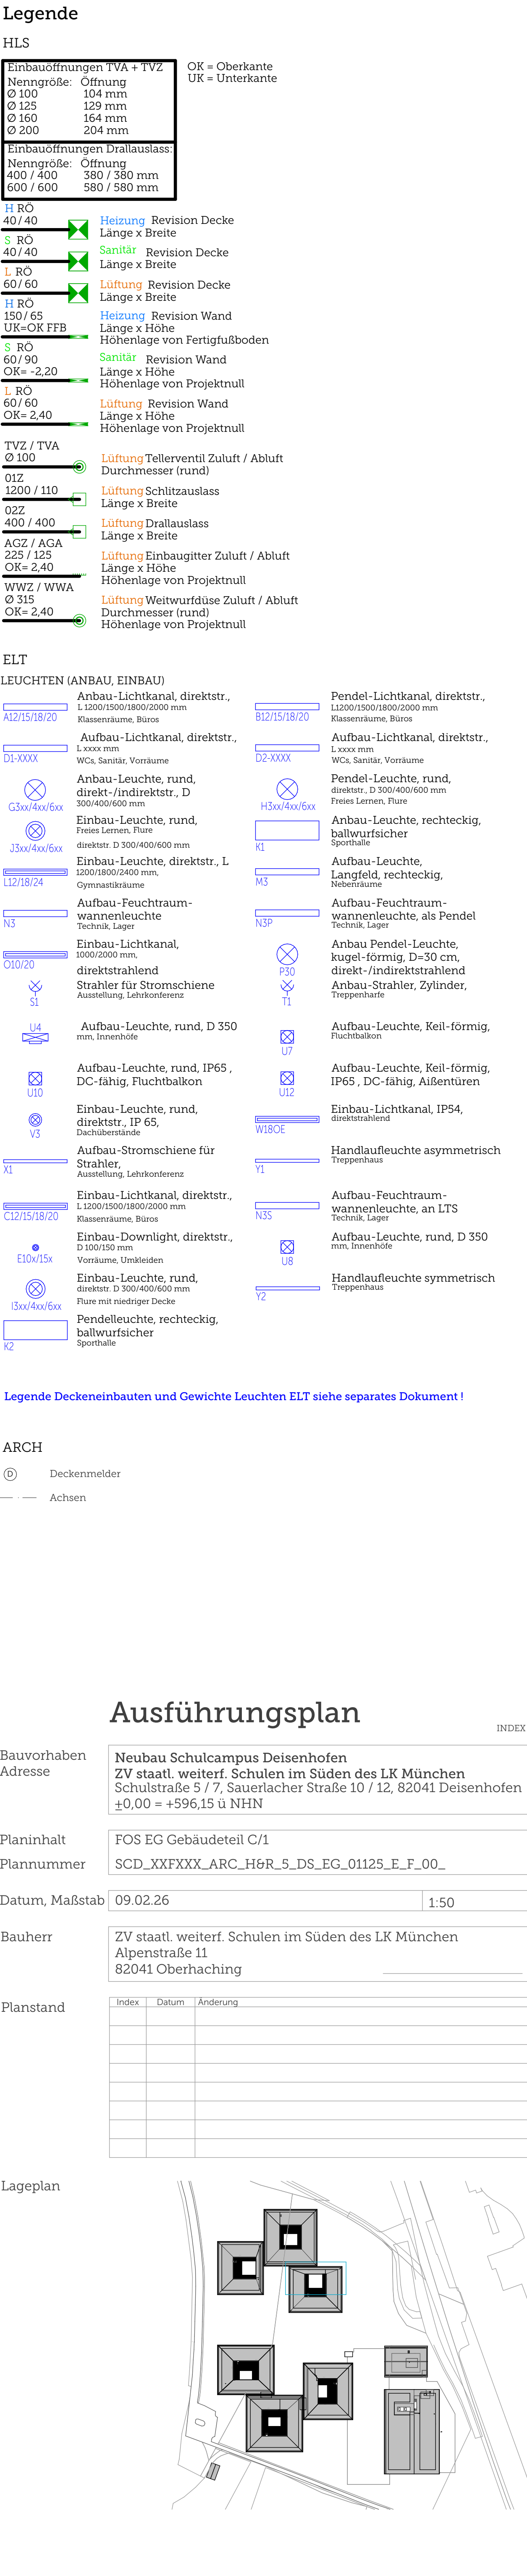 Legende
HLS
Einbauöffnungen TVA + TVZ
Nenngröße: Öffnung
Ø 100 104 mm
Ø 125 129 mm
Ø 160 164 mm
Ø 200 204 mm
OK = Oberkante
UK = Unterkante
Einbauöffnungen Drallauslass:
Nenngröße: Öffnung
400 / 400 380 / 380 mm
600 / 600 580 / 580 mm
H RÖ
40/40
Heizung Revision Decke
Länge x Breite
S RÖ
40/40
Sanitär Revision Decke
Länge x Breite
L RÖ
60/60
Lüftung Revision Decke
Länge x Breite
H RÖ
150/65
UK=OK FFB
Heizung Revision Wand
Länge x Höhe
Höhenlage von Fertigfußboden
S RÖ
60/90
OK= -2,20
Sanitär Revision Wand
Länge x Höhe
Höhenlage von Projektnull
L RÖ
60/60
OK= 2,40
Lüftung Revision Wand
Länge x Höhe
Höhenlage von Projektnull
TVZ / TVA
Ø 100
Lüftung Tellerventil Zuluft / Abluft
Durchmesser (rund)
01Z
1200 / 110
Lüftung Schlitzauslass
Länge x Breite
02Z
400 / 400
Lüftung Drallauslass
Länge x Breite
AGZ / AGA
225 / 125
OK= 2,40
Lüftung Einbaugitter Zuluft / Abluft
Länge x Höhe
Höhenlage von Projektnull
WWZ / WWA
Ø 315
OK= 2,40
Lüftung Weitwurfdüse Zuluft / Abluft
Durchmesser (rund)
Höhenlage von Projektnull
ELT
LEUCHTEN (ANBAU, EINBAU)
A12/15/18/20
Anbau-Lichtkanal, direktstr.,
L 1200/1500/1800/2000 mm
Klassenräume, Büros
B12/15/18/20
Pendel-Lichtkanal, direktstr.,
L1200/1500/1800/2000 mm
Klassenräume, Büros
D1-XXXX
Aufbau-Lichtkanal, direktstr.,
L xxxx mm
WCs, Sanitär, Vorräume
D2-XXXX
Aufbau-Lichtkanal, direktstr.,
L xxxx mm
WCs, Sanitär, Vorräume
G3xx/4xx/6xx
Anbau-Leuchte, rund,
direkt-/indirektstr., D
300/400/600 mm
H3xx/4xx/6xx
Pendel-Leuchte, rund,
direktstr., D 300/400/600 mm
Freies Lernen, Flure
J3xx/4xx/6xx
Einbau-Leuchte, rund,
Freies Lernen, Flure
direktstr. D 300/400/600 mm
K1
Anbau-Leuchte, rechteckig,
ballwurfsicher
Sporthalle
L12/18/24
Einbau-Leuchte, direktstr., L
1200/1800/2400 mm,
Gymnastikräume
M3
Aufbau-Leuchte,
Langfeld, rechteckig,
Nebenräume
N3
Aufbau-Feuchtraum-
wannenleuchte
Technik, Lager
N3P
Aufbau-Feuchtraum-
wannenleuchte, als Pendel
Technik, Lager
O10/20
Einbau-Lichtkanal,
1000/2000 mm,
direktstrahlend
P30
Anbau Pendel-Leuchte,
kugel-förmig, D=30 cm,
direkt-/indirektstrahlend
S1
Strahler für Stromschiene
Ausstellung, Lehrkonferenz
T1
Anbau-Strahler, Zylinder,
Treppenharfe
U4
Aufbau-Leuchte, rund, D 350
mm, Innenhöfe
U7
Aufbau-Leuchte, Keil-förmig,
Fluchtbalkon
U10
Aufbau-Leuchte, rund, IP65 ,
DC-fähig, Fluchtbalkon
U12
Aufbau-Leuchte, Keil-förmig,
IP65 , DC-fähig, Aißentüren
V3
Einbau-Leuchte, rund,
direktstr., IP 65,
Dachüberstände
W18OE
Einbau-Lichtkanal, IP54,
direktstrahlend
X1
Aufbau-Stromschiene für
Strahler,
Ausstellung, Lehrkonferenz
Y1
Handlaufleuchte asymmetrisch
Treppenhaus
C12/15/18/20
Einbau-Lichtkanal, direktstr.,
L 1200/1500/1800/2000 mm
Klassenräume, Büros
N3S
Aufbau-Feuchtraum-
wannenleuchte, an LTS
Technik, Lager
E10x/15x
Einbau-Downlight, direktstr.,
D 100/150 mm
Vorräume, Umkleiden
U8
Aufbau-Leuchte, rund, D 350
mm, Innenhöfe
I3xx/4xx/6xx
Einbau-Leuchte, rund,
direktstr. D 300/400/600 mm
Flure mit niedriger Decke
Y2
Handlaufleuchte symmetrisch
Treppenhaus
K2
Pendelleuchte, rechteckig,
ballwurfsicher
Sporthalle
Legende Deckeneinbauten und Gewichte Leuchten ELT siehe separates Dokument !
ARCH
D Deckenmelder
Achsen
Ausführungsplan
INDEX
Bauvorhaben
Adresse
Neubau Schulcampus Deisenhofen
ZV staatl. weiterf. Schulen im Süden des LK München
Schulstraße 5 / 7, Sauerlacher Straße 10 / 12, 82041 Deisenhofen
±0,00 = +596,15 ü NHN
Planinhalt FOS EG Gebäudeteil C/1
Plannummer SCD_XXFXXX_ARC_H&R_5_DS_EG_01125_E_F_00_
Datum, Maßstab 09.02.26 1:50
Bauherr ZV staatl. weiterf. Schulen im Süden des LK München
Alpenstraße 11
82041 Oberhaching
Planstand
Index Datum Änderung
Lageplan